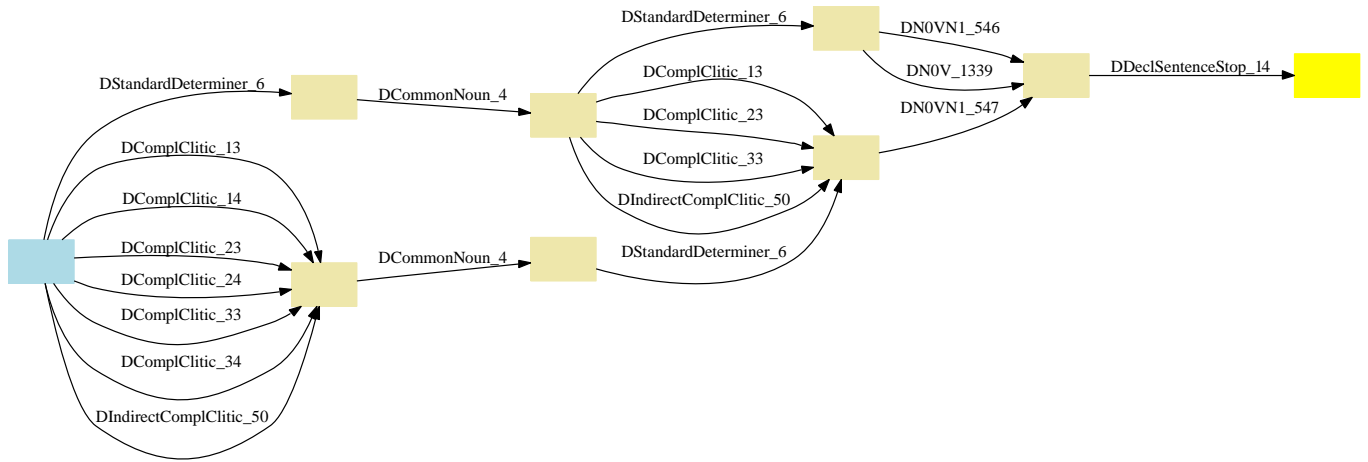 DStandardDeterminer_6
DComplClitic_13
DComplClitic_14
DComplClitic_23
DComplClitic_24
DComplClitic_33
DComplClitic_34
DIndirectComplClitic_50
DCommonNoun_4
DCommonNoun_4
DStandardDeterminer_6
DComplClitic_13
DComplClitic_23
DComplClitic_33
DIndirectComplClitic_50
DStandardDeterminer_6
DN0VN1_546
DN0V_1339
DN0VN1_547
DDeclSentenceStop_14